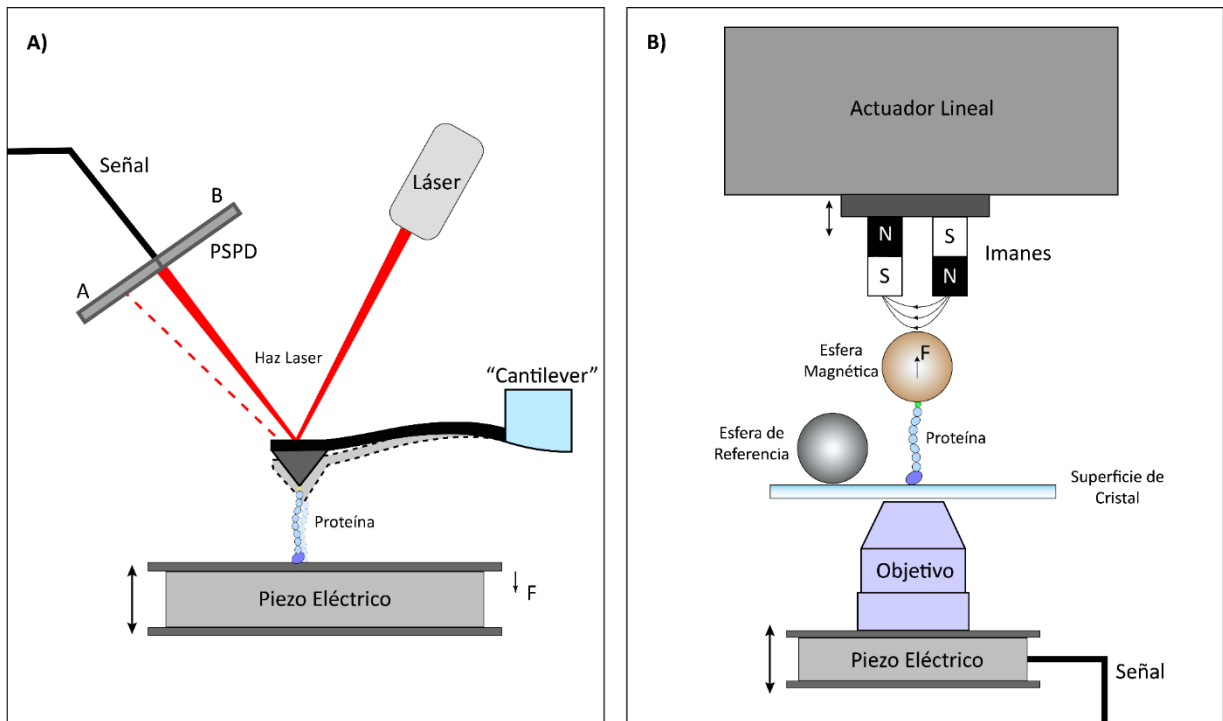 A)
Señal
B
PSPD
A
Láser
Haz Laser
“Cantilever”
Proteína
Piezo Eléctrico
F
B)
Actuador Lineal
N
S
S
N
Imanes
Esfera
Magnética
F
Esfera de
Referencia
Proteína
Superficie de
Cristal
Objetivo
Piezo Eléctrico
Señal